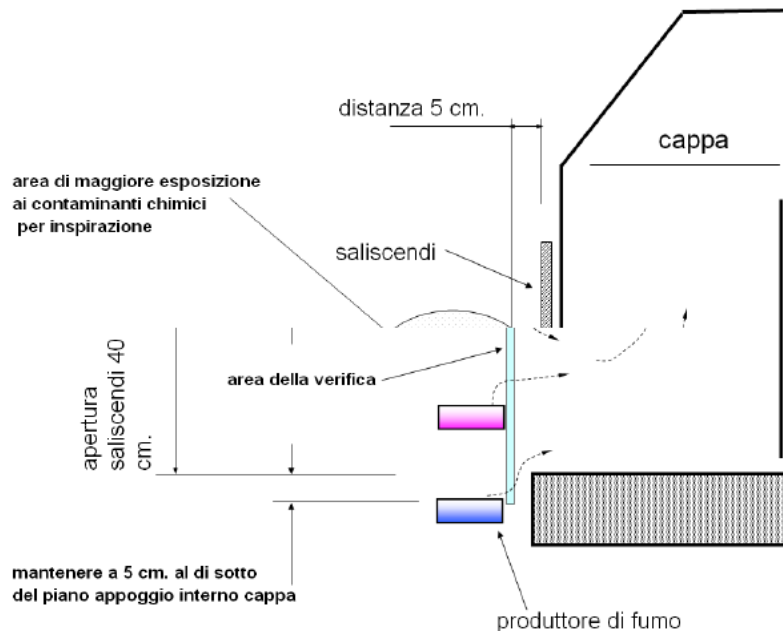 distanza 5 cm.
cappa
area di maggiore esposizione
ai contaminanti chimici
per inspirazione
saliscendi
area della verifica
apertura
saliscendi 40
cm.
mantenere a 5 cm. al di sotto
del piano appoggio interno cappa
produttore di fumo